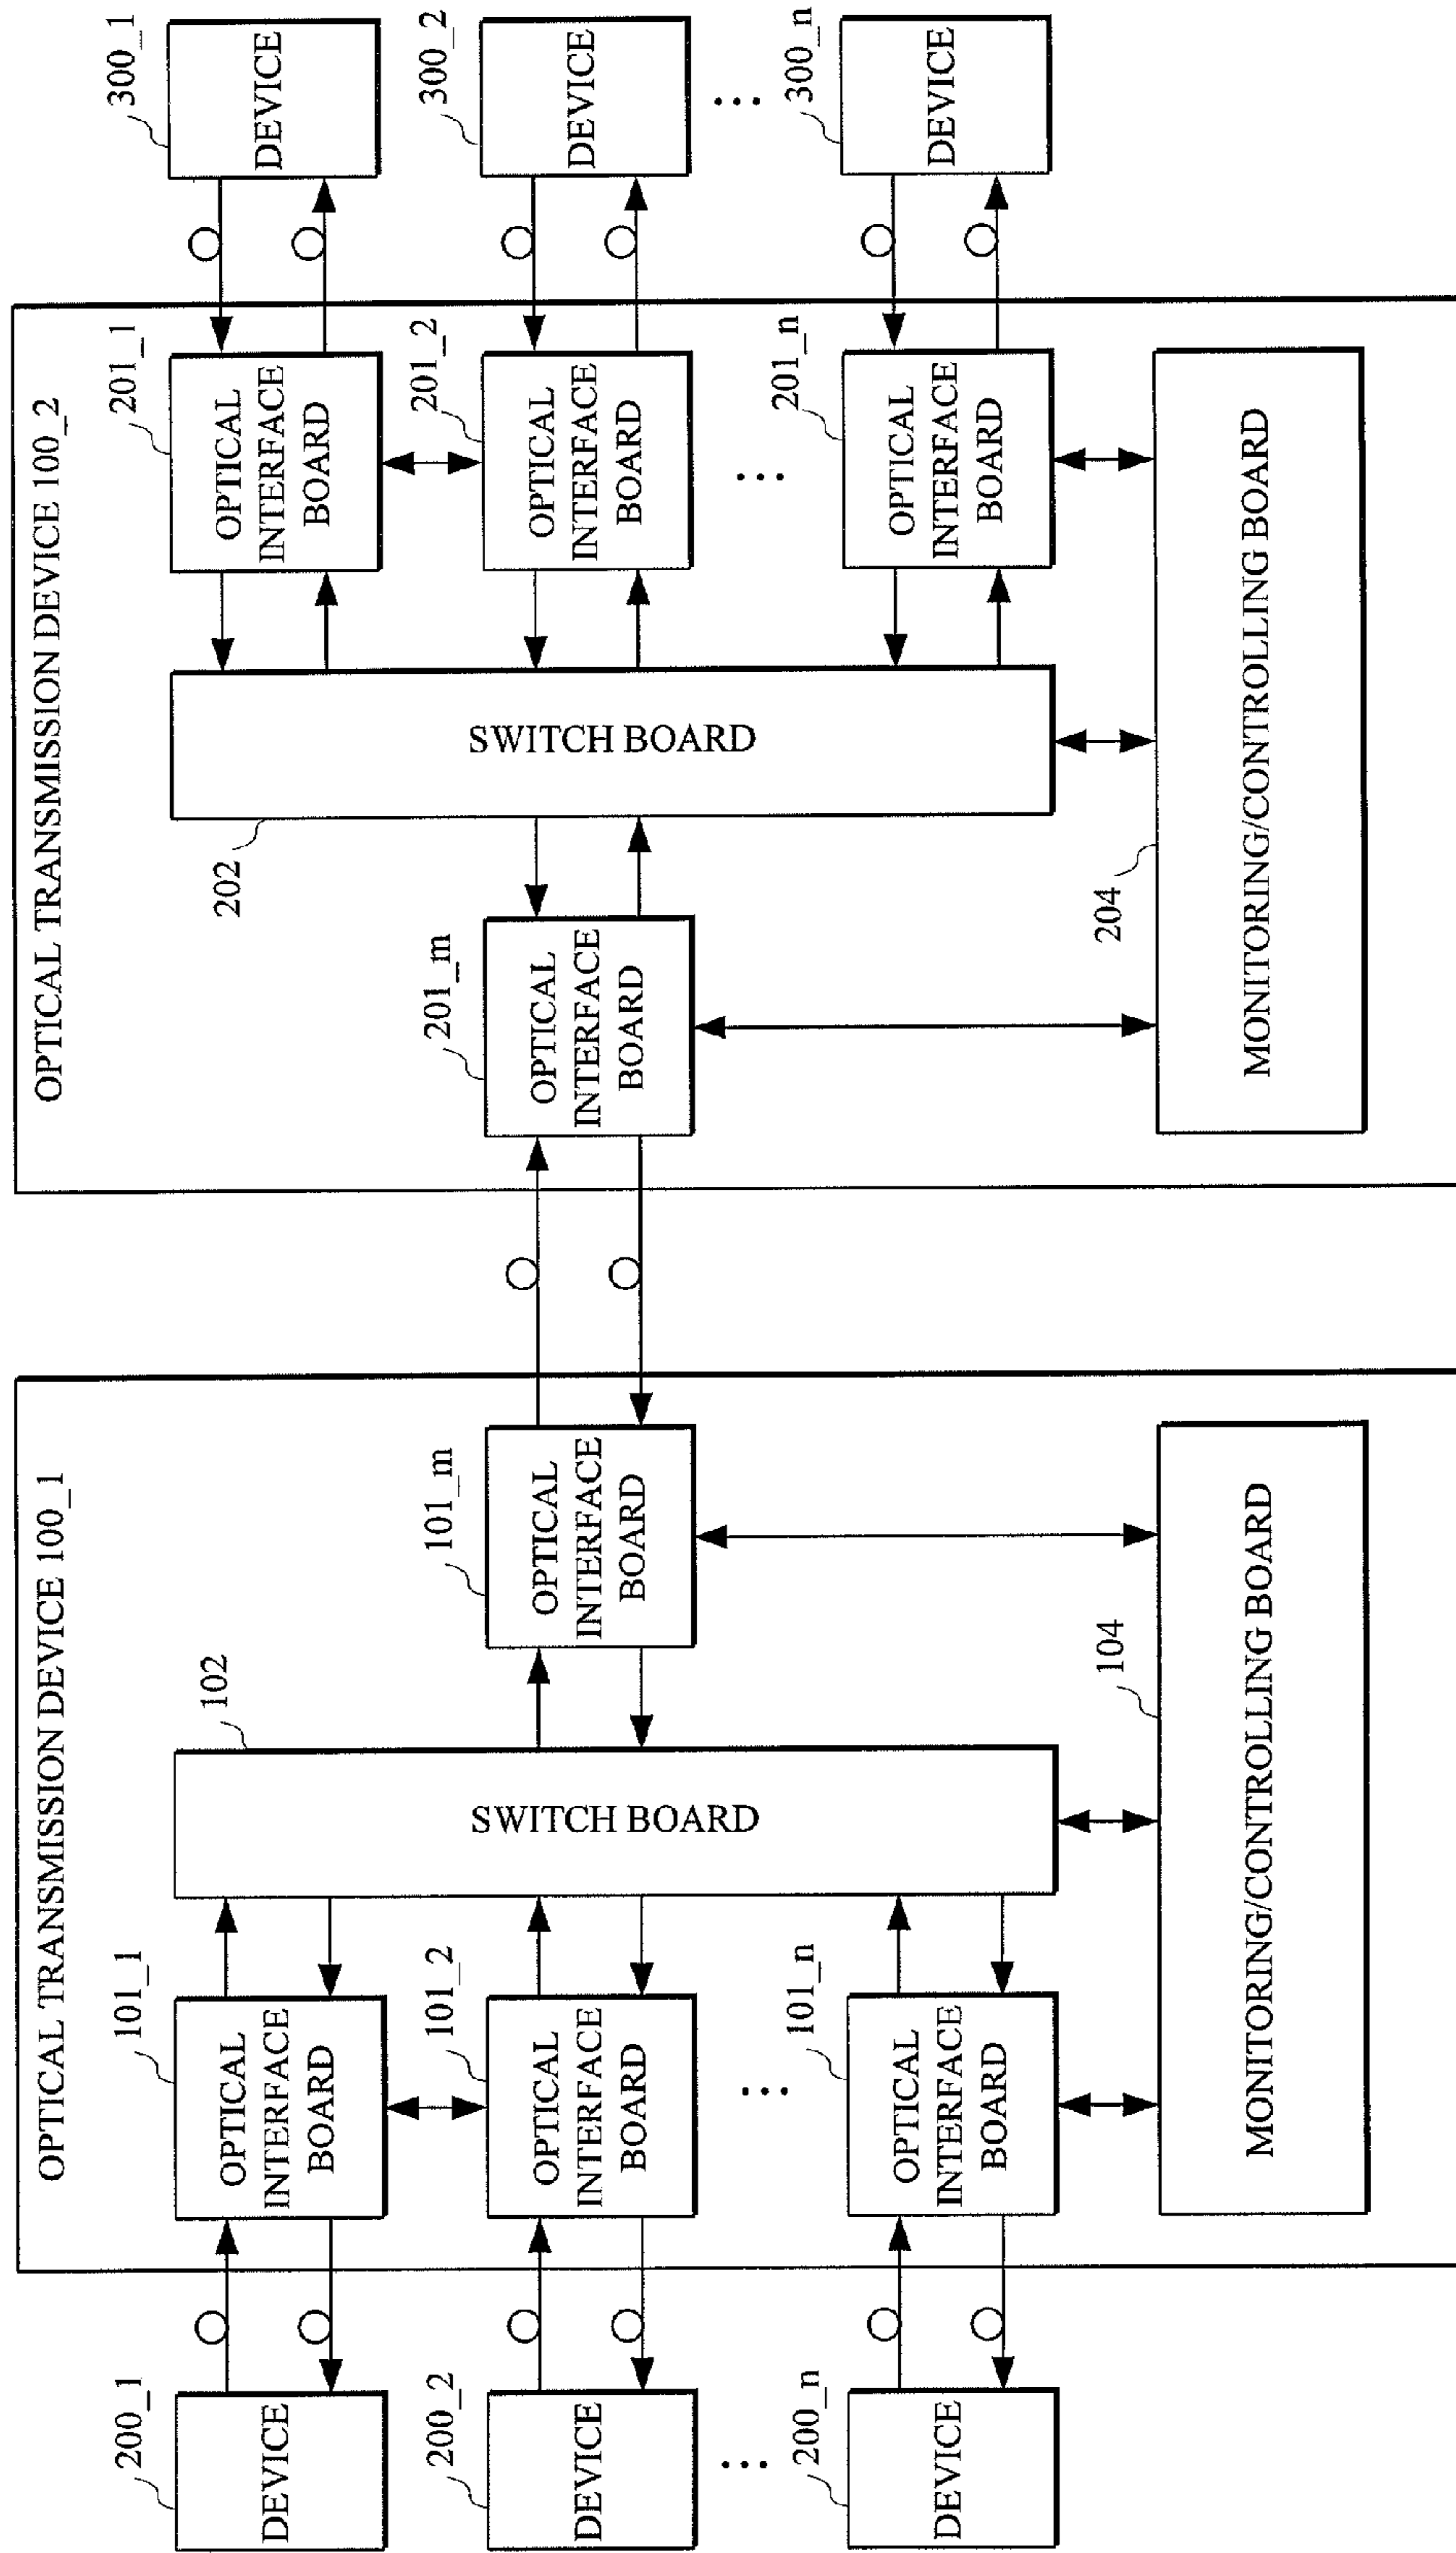 OPTICAL TRANSMISSION DEVICE 100_1
200_1
DEVICE
200_2
DEVICE
...
200_n
DEVICE
101_1
OPTICAL
INTERFACE
BOARD
101_2
OPTICAL
INTERFACE
BOARD
...
101_n
OPTICAL
INTERFACE
BOARD
102
SWITCH BOARD
101_m
OPTICAL
INTERFACE
BOARD
104
MONITORING/CONTROLLING BOARD
OPTICAL TRANSMISSION DEVICE 100_2
201_m
OPTICAL
INTERFACE
BOARD
202
SWITCH BOARD
201_1
OPTICAL
INTERFACE
BOARD
201_2
OPTICAL
INTERFACE
BOARD
...
201_n
OPTICAL
INTERFACE
BOARD
204
MONITORING/CONTROLLING BOARD
300_1
DEVICE
300_2
DEVICE
...
300_n
DEVICE